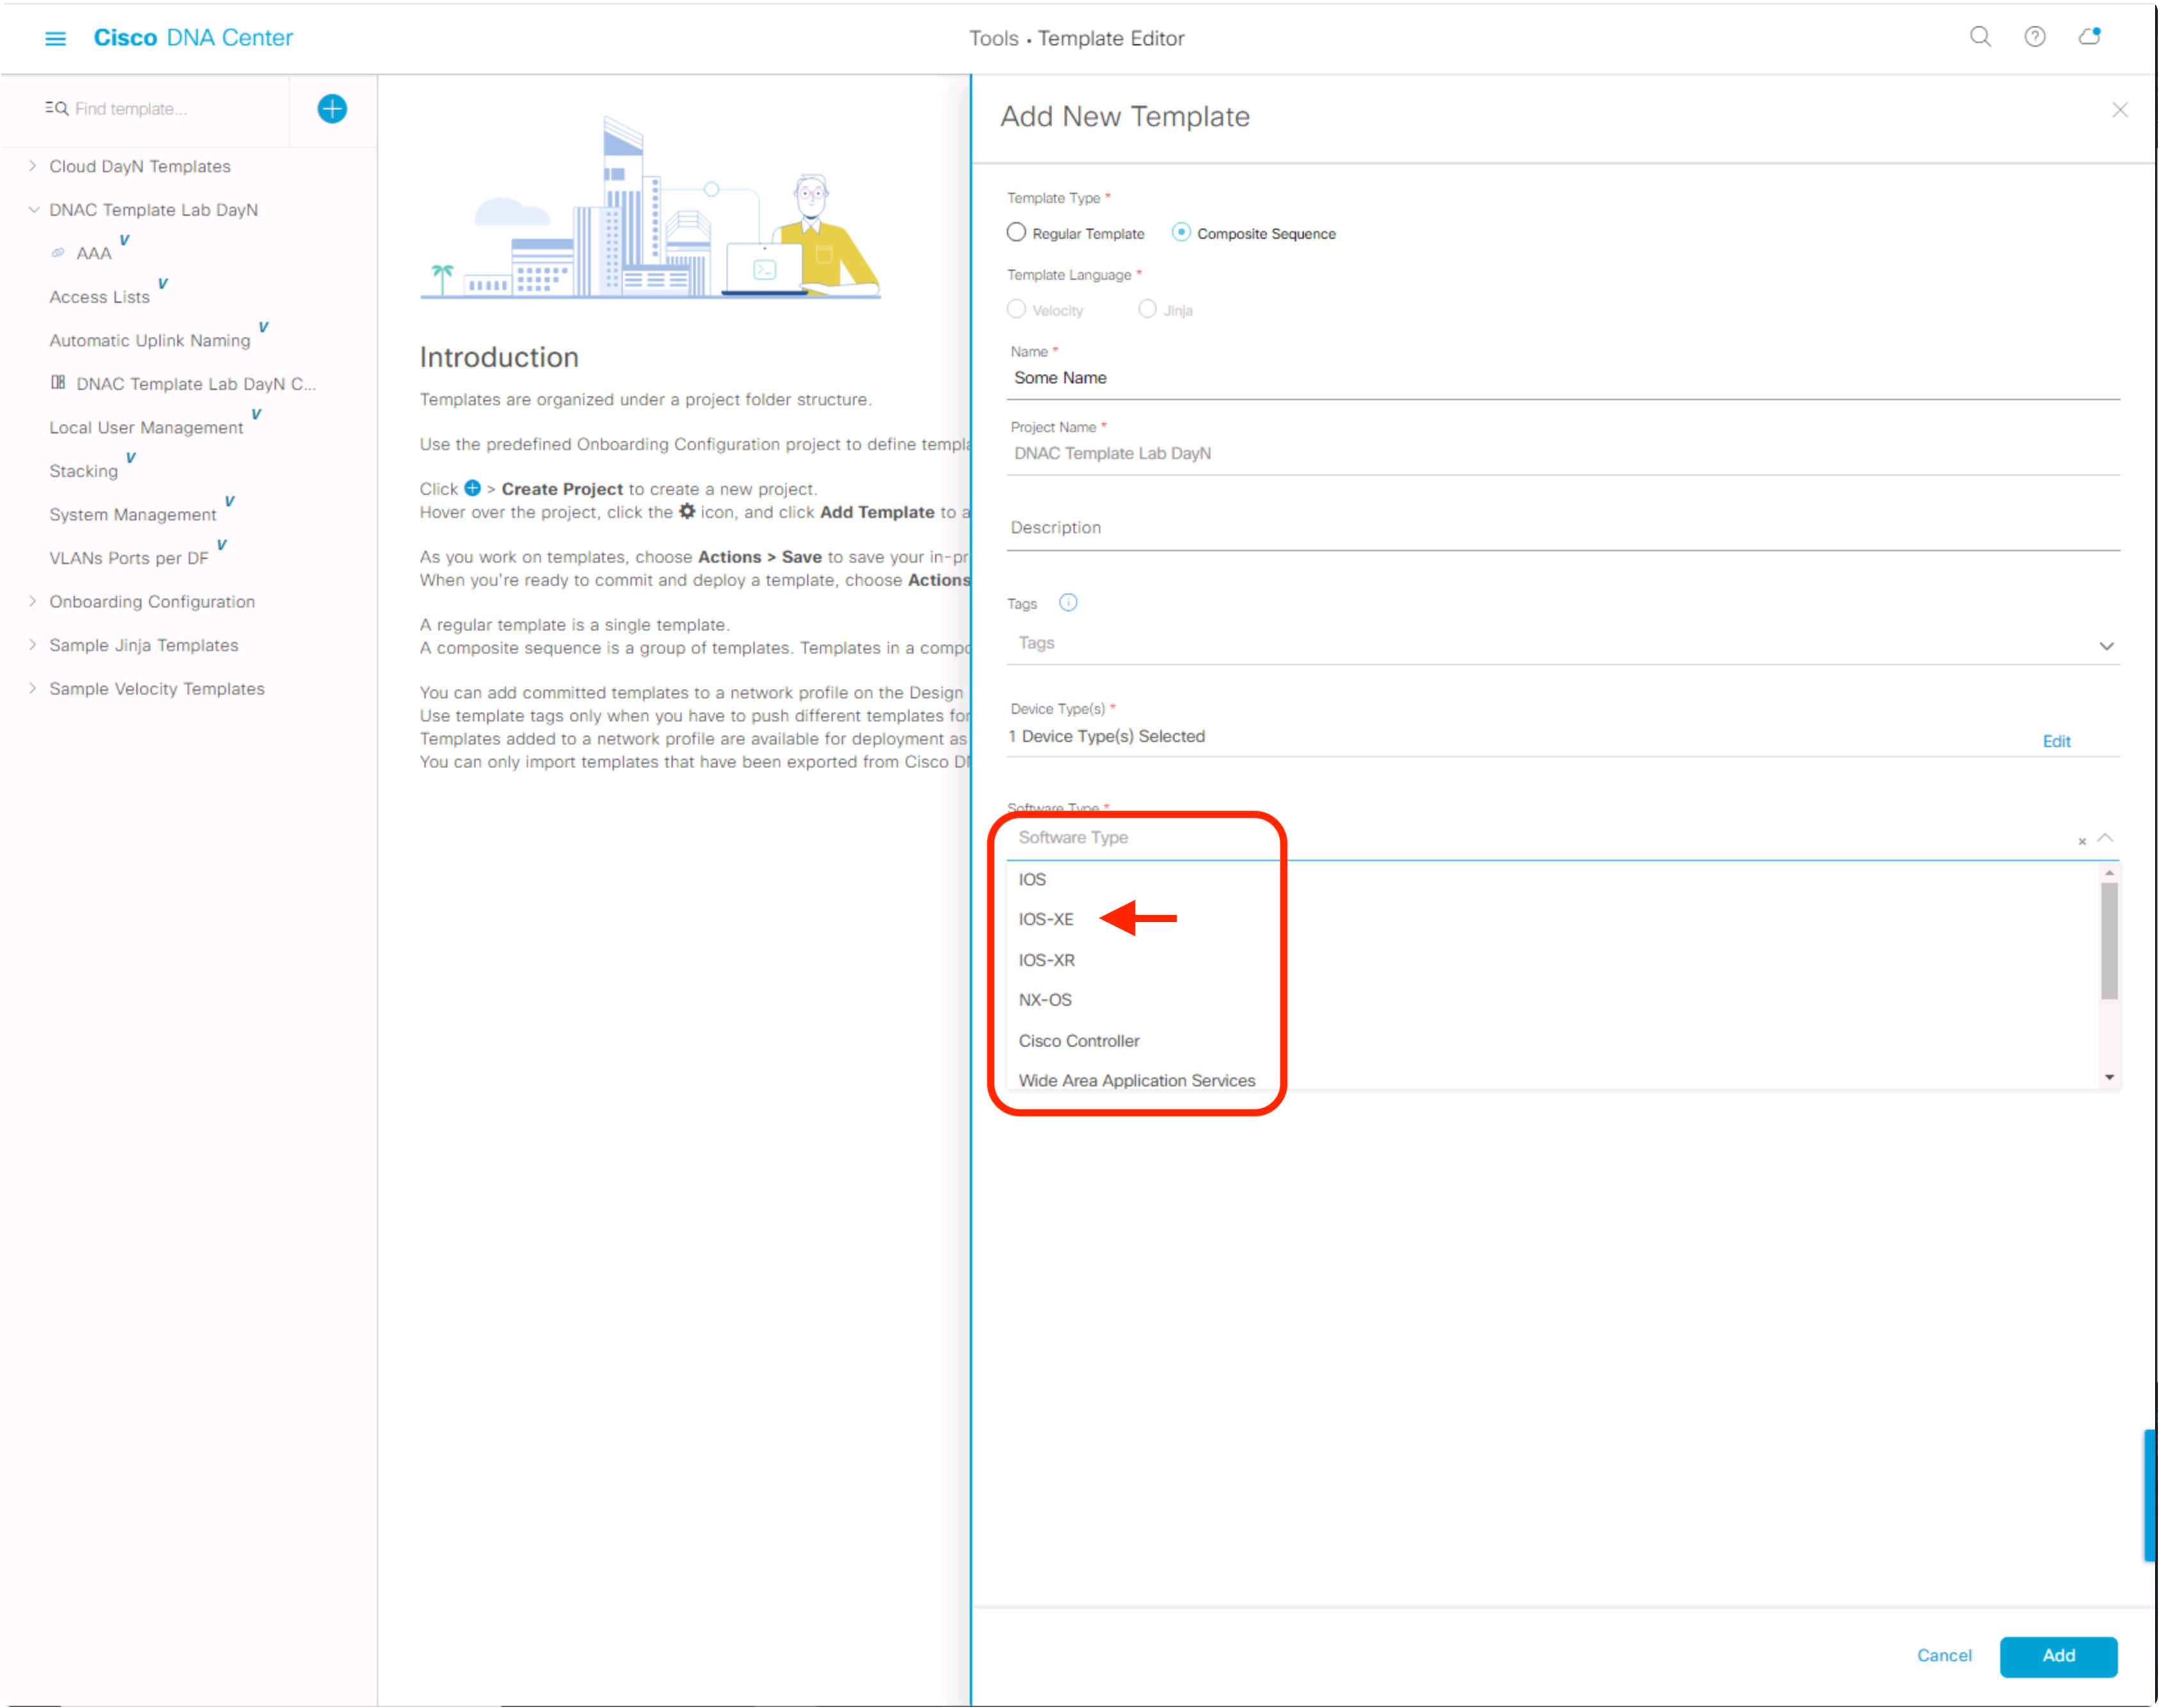 Cisco DNA Center
Tools • Template Editor
Find template...
Cloud DayN Templates
DNAC Template Lab DayN
AAA V
Access Lists V
Automatic Uplink Naming V
DNAC Template Lab DayN C...
Local User Management V
Stacking V
System Management V
VLANs Ports per DF V
Onboarding Configuration
Sample Jinja Templates
Sample Velocity Templates
Introduction
Templates are organized under a project folder structure.
Use the predefined Onboarding Configuration project to define templa
Click > Create Project to create a new project.
Hover over the project, click the icon, and click Add Template to a
As you work on templates, choose Actions > Save to save your in-pr
When you're ready to commit and deploy a template, choose Actions
A regular template is a single template.
A composite sequence is a group of templates. Templates in a compo
You can add committed templates to a network profile on the Design
Use template tags only when you have to push different templates for
Templates added to a network profile are available for deployment as
You can only import templates that have been exported from Cisco DN
Add New Template
Template Type *
Regular Template Composite Sequence
Template Language *
Velocity Jinja
Name *
Some Name
Project Name *
DNAC Template Lab DayN
Description
Tags
Tags
Device Type(s) *
1 Device Type(s) Selected
Edit
Software Type *
Software Type
IOS
IOS-XE
IOS-XR
NX-OS
Cisco Controller
Wide Area Application Services
Cancel Add